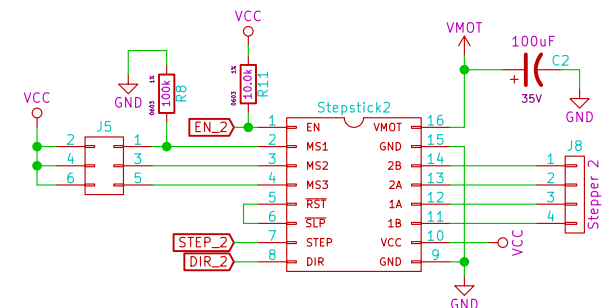 VCC
VMOT
100uF
C2
35V
GND
VCC
GND
0603 1%
100k
R8
0603 1%
10.0k
R11
Stepstick2
J5
2 1
4 3
6 5
EN_2
STEP_2
DIR_2
1 EN VMOT 16
2 MS1 GND 15
3 MS2 2B 14
4 MS3 2A 13
5 RST 1A 12
6 SLP 1B 11
7 STEP VCC 10
8 DIR GND 9
J8
1
2
3
4
Stepper 2
VCC
GND